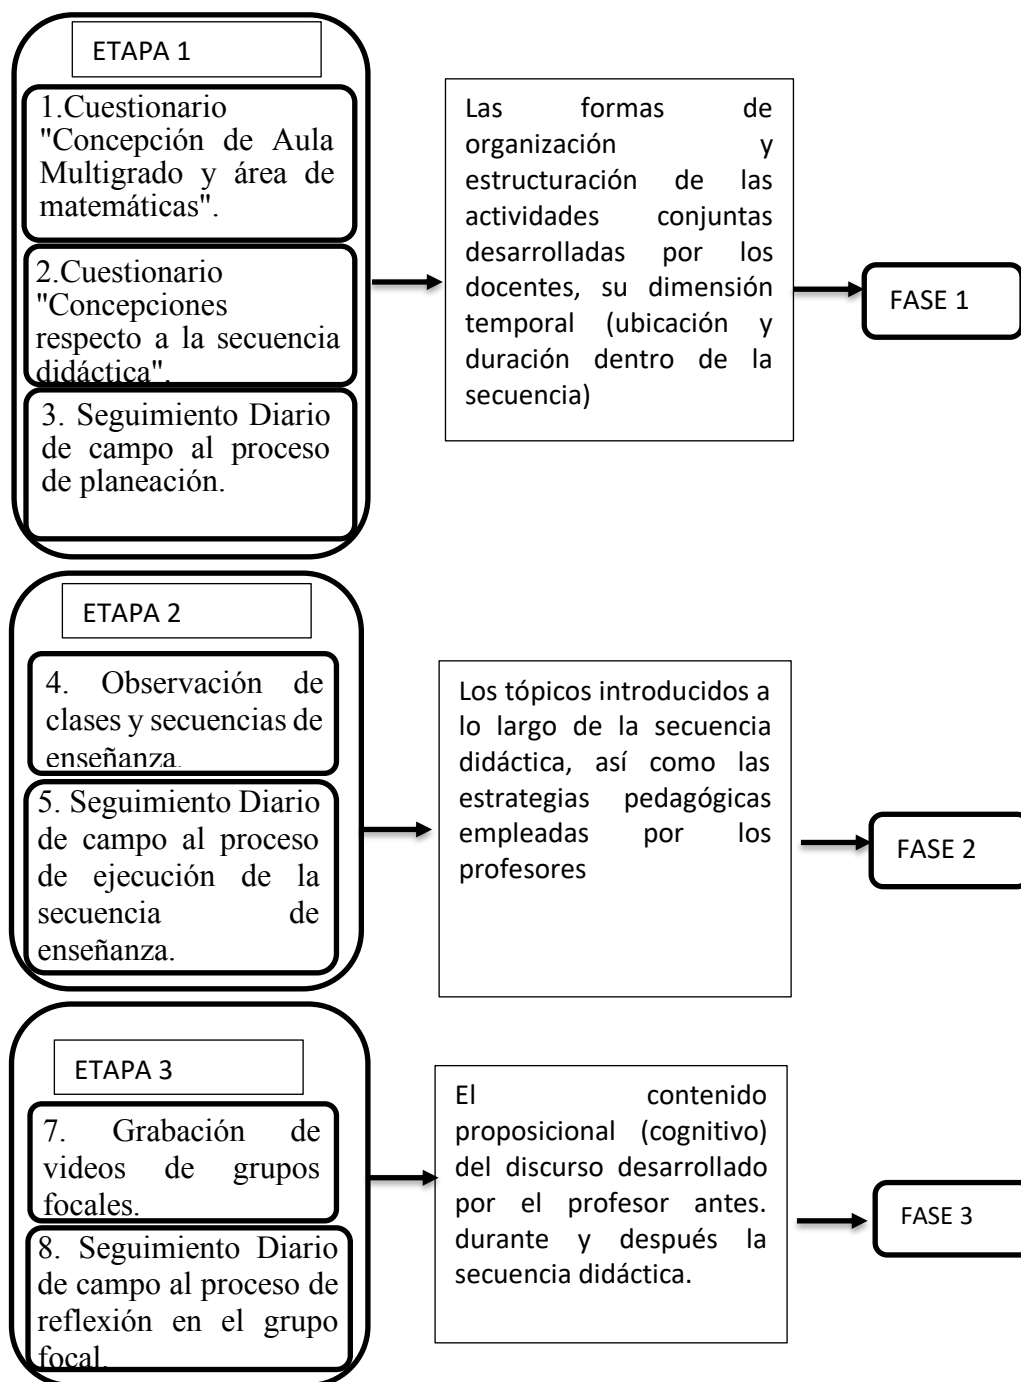 ETAPA 1
1.Cuestionario
"Concepción de Aula
Multigrado y área de
matemáticas".
2.Cuestionario
"Concepciones
respecto a la secuencia
didáctica".
3. Seguimiento Diario
de campo al proceso
de planeación.
Las formas de
organización y
estructuración de las
actividades conjuntas
desarrolladas por los
docentes, su dimensión
temporal (ubicación y
duración dentro de la
secuencia)
FASE 1
ETAPA 2
4. Observación de
clases y secuencias de
enseñanza.
5. Seguimiento Diario
de campo al proceso
de ejecución de la
secuencia de
enseñanza.
Los tópicos introducidos a
lo largo de la secuencia
didáctica, así como las
estrategias pedagógicas
empleadas por los
profesores
FASE 2
ETAPA 3
7. Grabación de
videos de grupos
focales.
8. Seguimiento Diario
de campo al proceso de
reflexión en el grupo
focal.
El contenido
proposicional (cognitivo)
del discurso desarrollado
por el profesor antes.
durante y después la
secuencia didáctica.
FASE 3